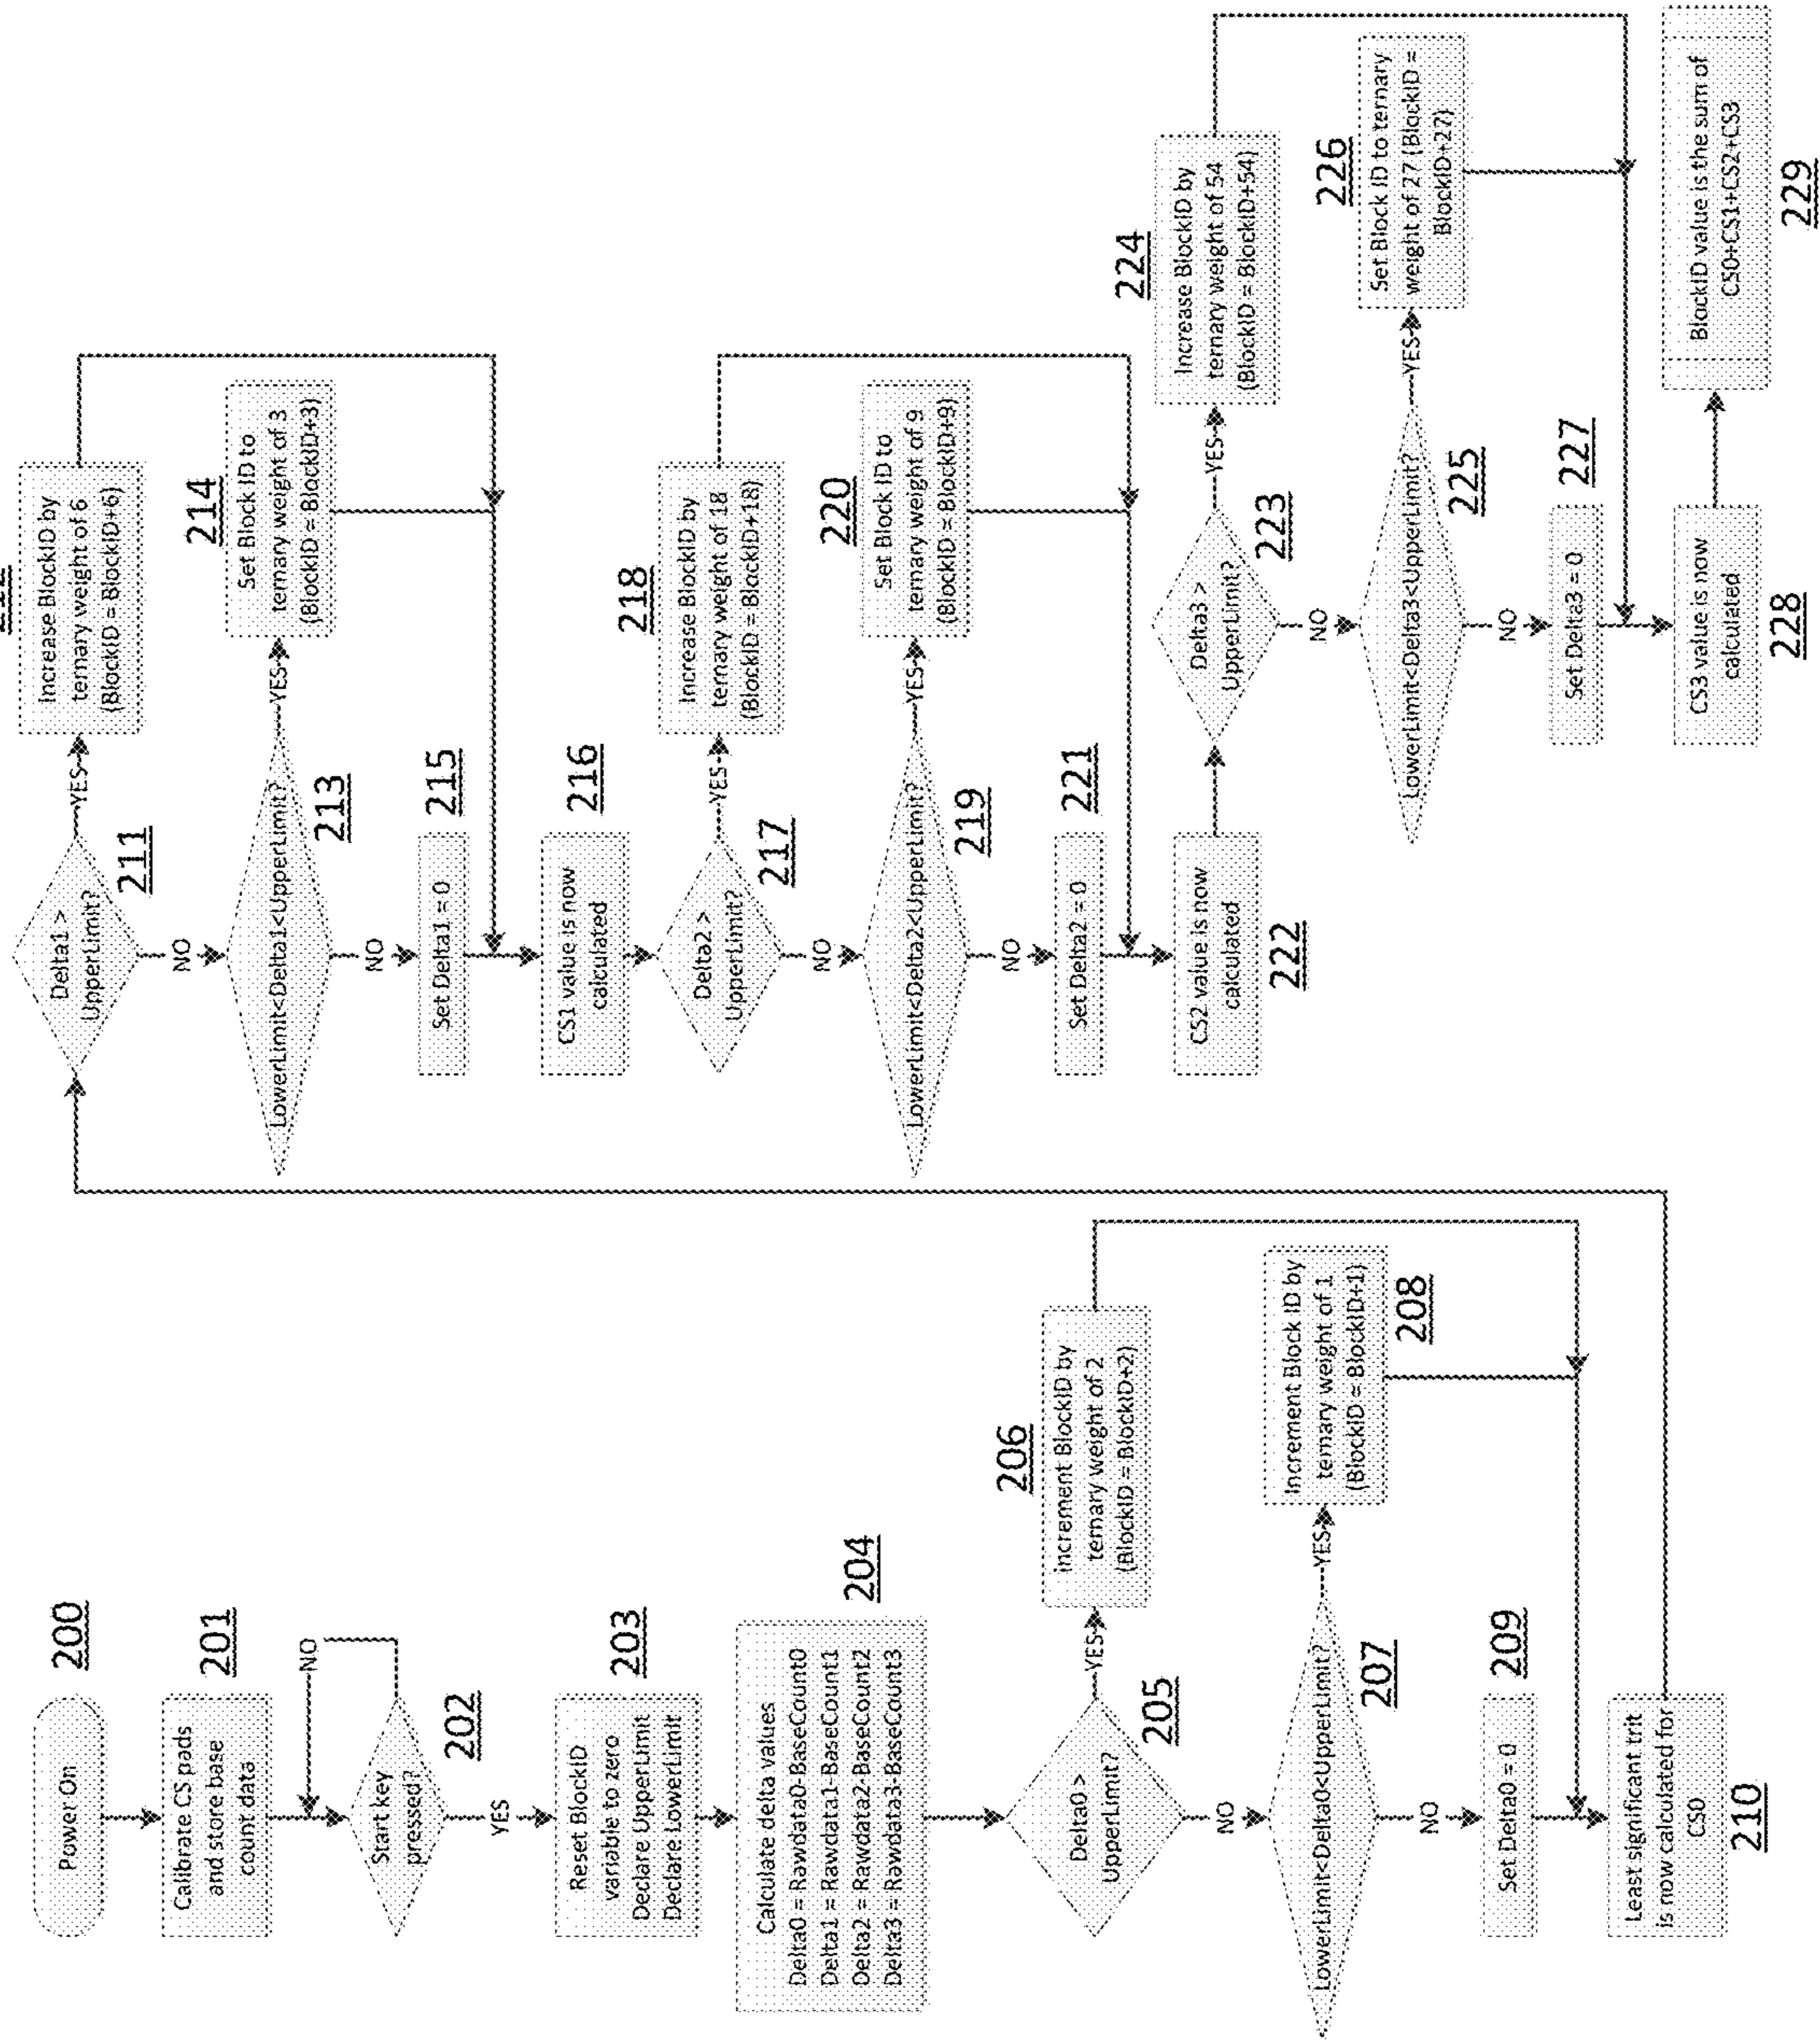 Power On
200
Calibrate CS pads
and store base
count data
201
Start key
pressed?
202
NO
YES
Reset BlockID
variable to zero
Declare UpperLimit
Declare LowerLimit
203
Calculate delta values
Delta0 = Rawdata0-BaseCount0
Delta1 = Rawdata1-BaseCount1
Delta2 = Rawdata2-BaseCount2
Delta3 = Rawdata3-BaseCount3
204
Delta0 >
UpperLimit?
205
YES
Increment BlockID by
ternary weight of 2
(BlockID = BlockID+2)
206
NO
LowerLimit<Delta0<UpperLimit?
207
YES
Increment Block ID by
ternary weight of 1
(BlockID = BlockID+1)
208
NO
Set Delta0 = 0
209
Least significant trit
is now calculated for
CS0
210
Delta1 >
UpperLimit?
211
YES
Increase BlockID by
ternary weight of 6
(BlockID = BlockID+6)
NO
LowerLimit<Delta1<UpperLimit?
213
YES
Set Block ID to
ternary weight of 3
(BlockID = BlockID+3)
214
NO
Set Delta1 = 0
215
CS1 value is now
calculated
216
Delta2 >
UpperLimit?
217
YES
Increase BlockID by
ternary weight of 18
(BlockID = BlockID+18)
218
NO
LowerLimit<Delta2<UpperLimit?
219
YES
Set Block ID to
ternary weight of 9
(BlockID = BlockID+9)
220
NO
Set Delta2 = 0
221
CS2 value is now
calculated
222
Delta3 >
UpperLimit?
223
YES
Increase BlockID by
ternary weight of 54
(BlockID = BlockID+54)
224
NO
LowerLimit<Delta3<UpperLimit?
225
YES
Set Block ID to ternary
weight of 27 (BlockID =
BlockID+27)
226
NO
Set Delta3 = 0
227
CS3 value is now
calculated
228
BlockID value is the sum of
CS0+CS1+CS2+CS3
229